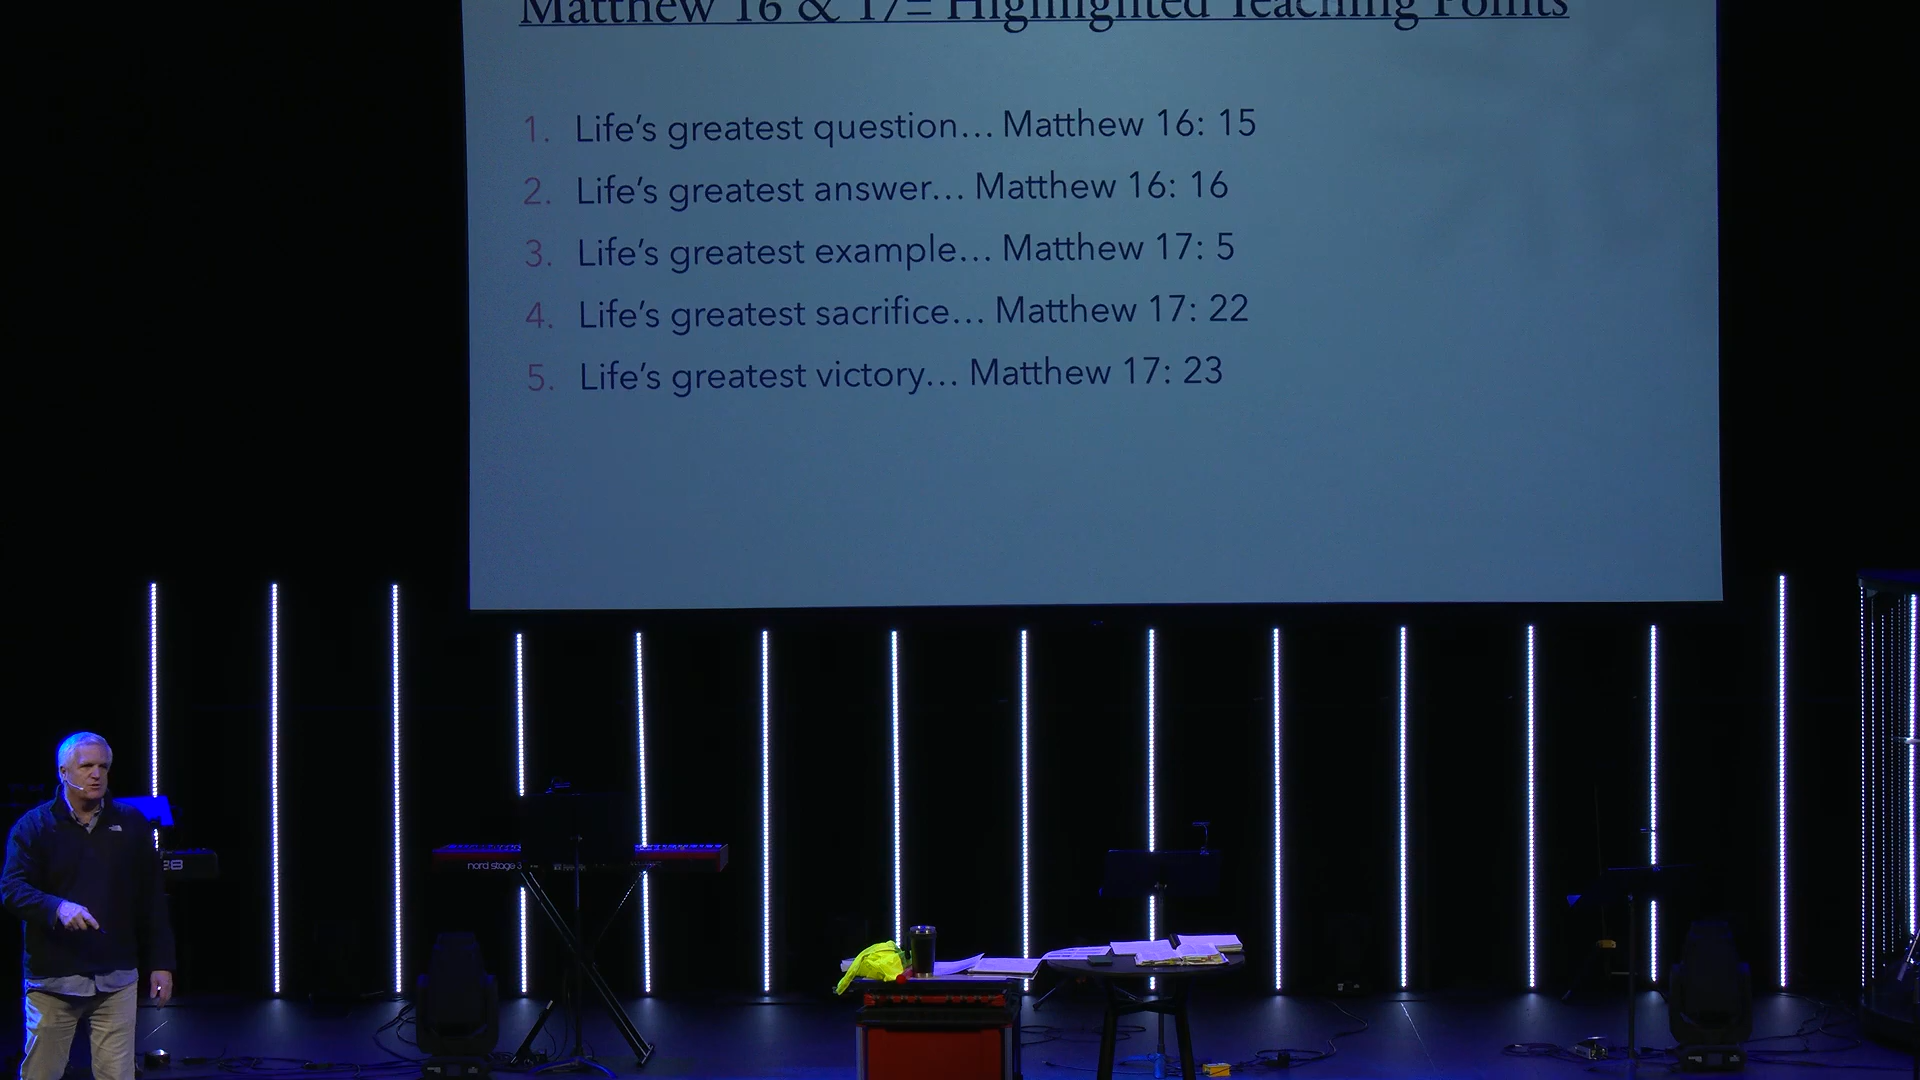 Matthew 16 & 17= Highlighted Teaching Points
1. Life's greatest question... Matthew 16: 15
2. Life's greatest answer... Matthew 16: 16
3. Life's greatest example... Matthew 17: 5
4. Life's greatest sacrifice... Matthew 17: 22
5. Life's greatest victory... Matthew 17: 23
88
nord stage 3